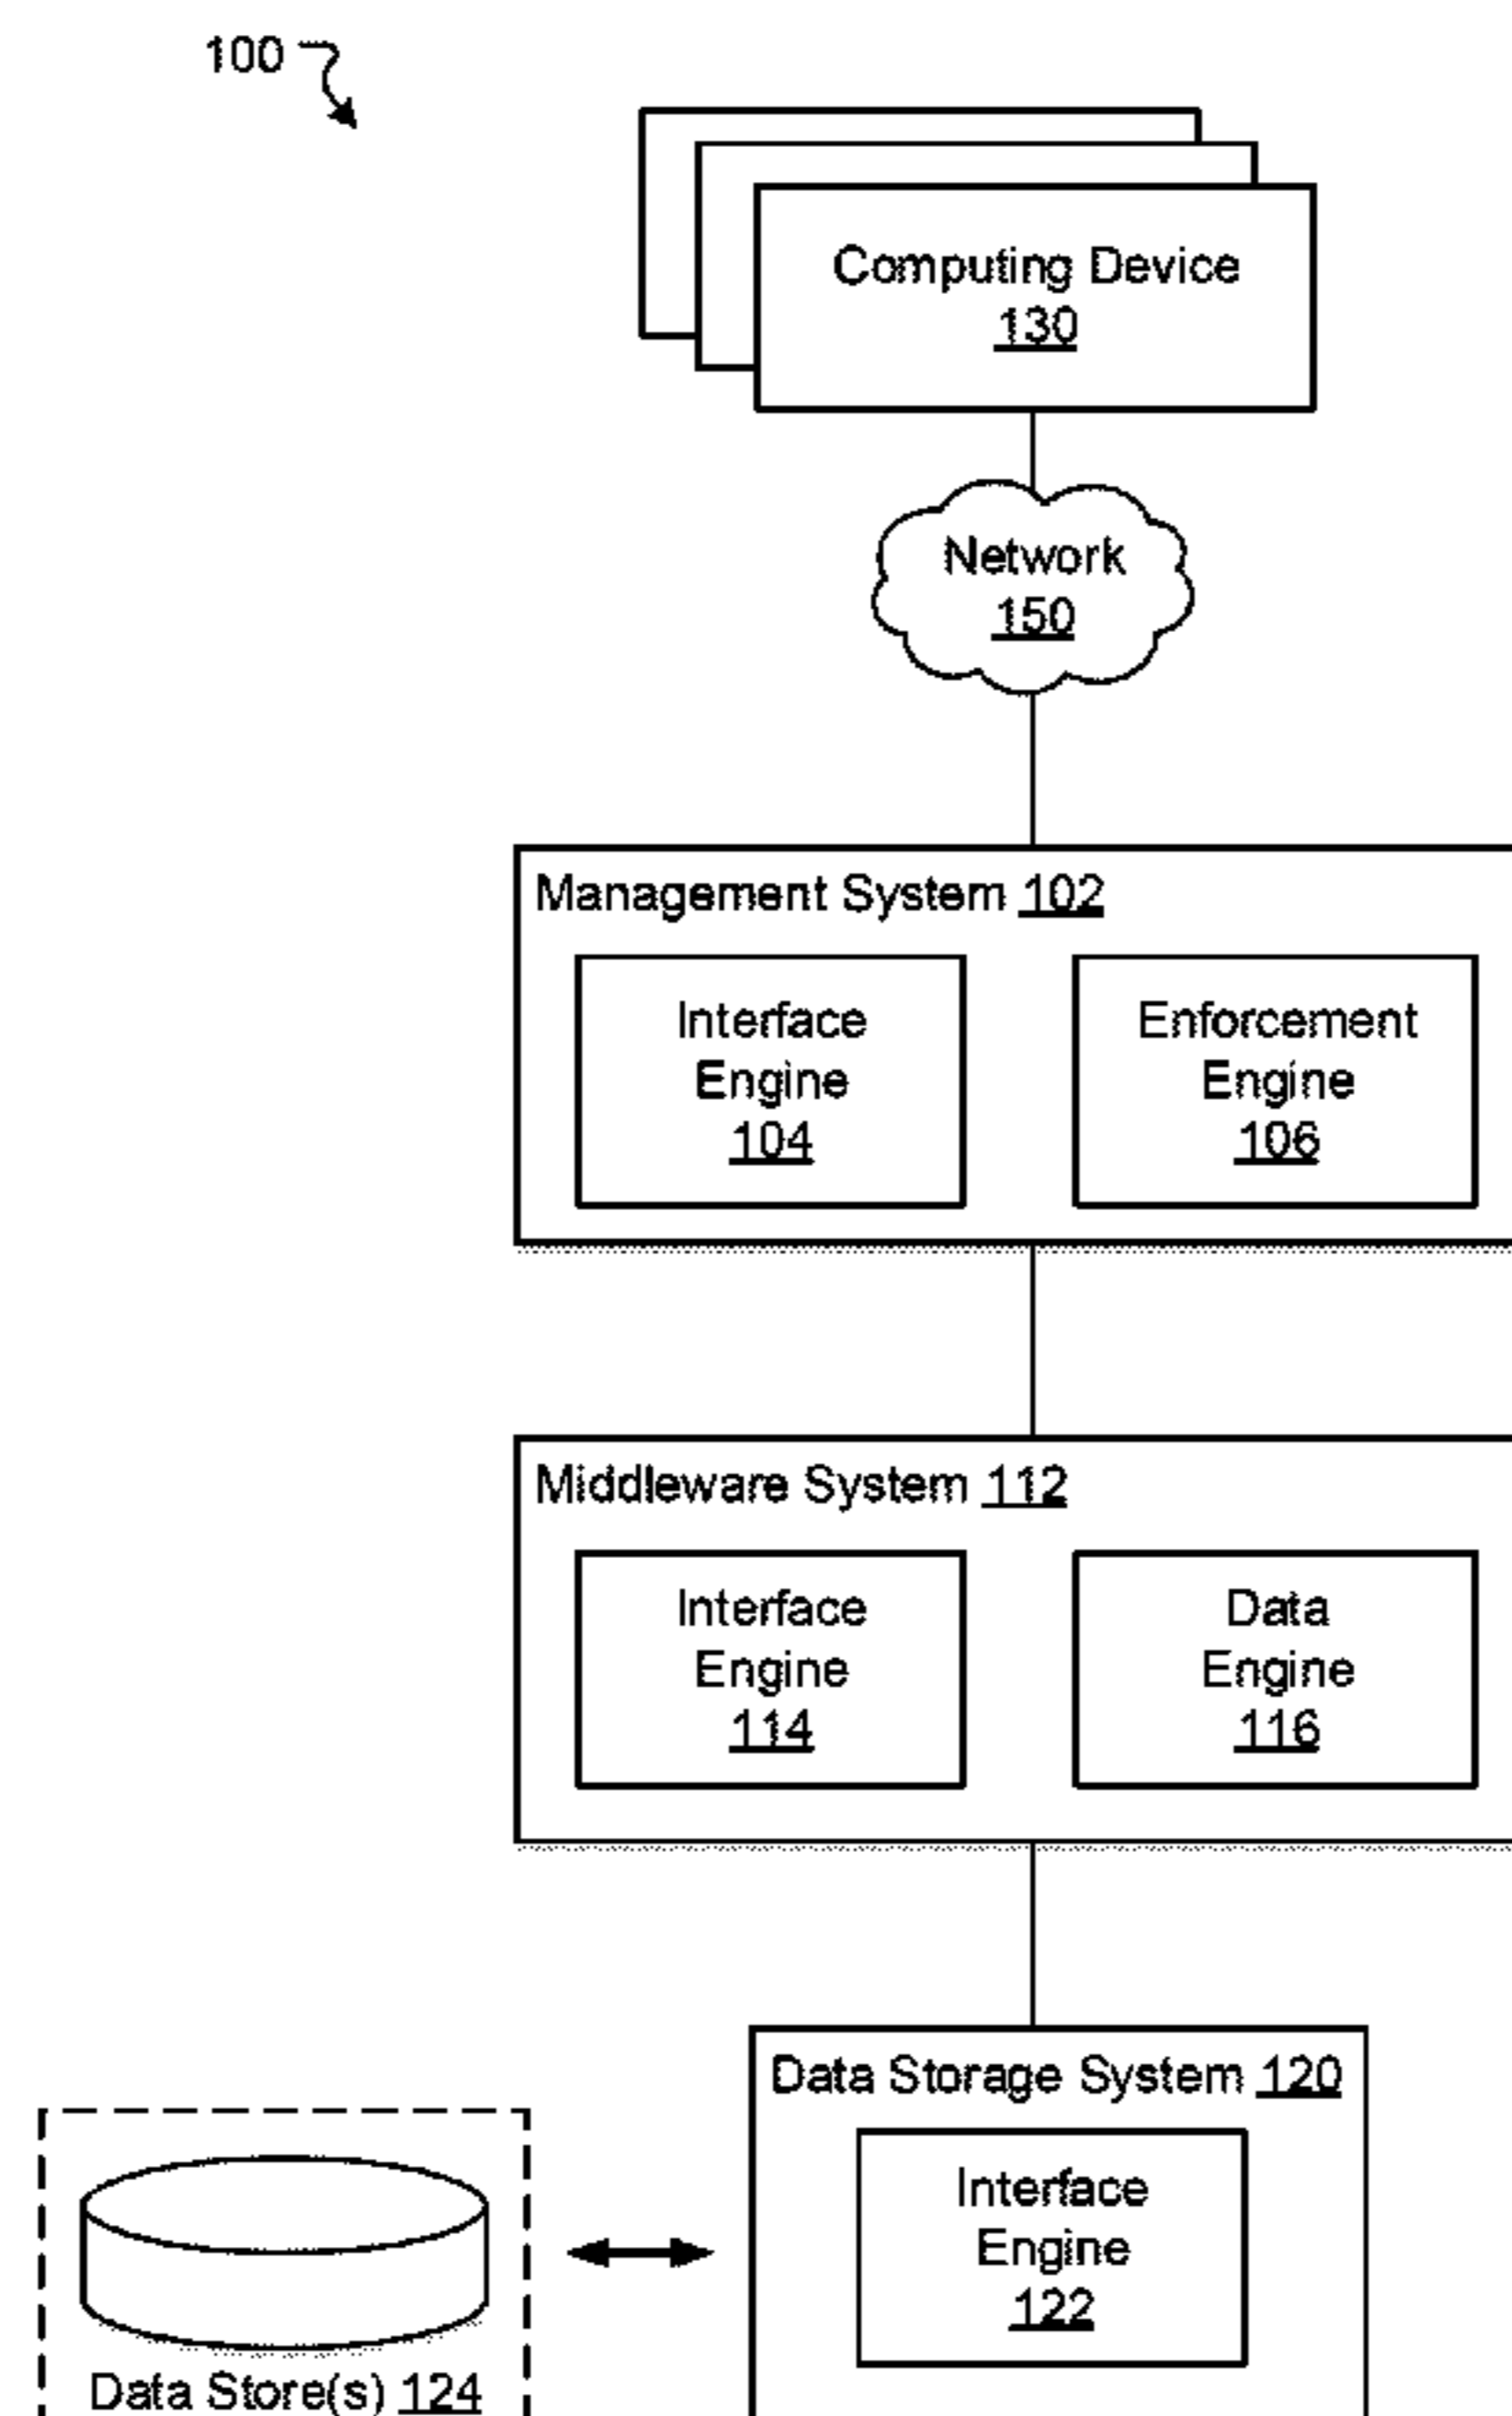 100
Computing Device
130
Network
150
Management System 102
Interface
Engine
104
Enforcement
Engine
106
Middleware System 112
Interface
Engine
114
Data
Engine
116
Data Storage System 120
Interface
Engine
122
Data Store(s) 124